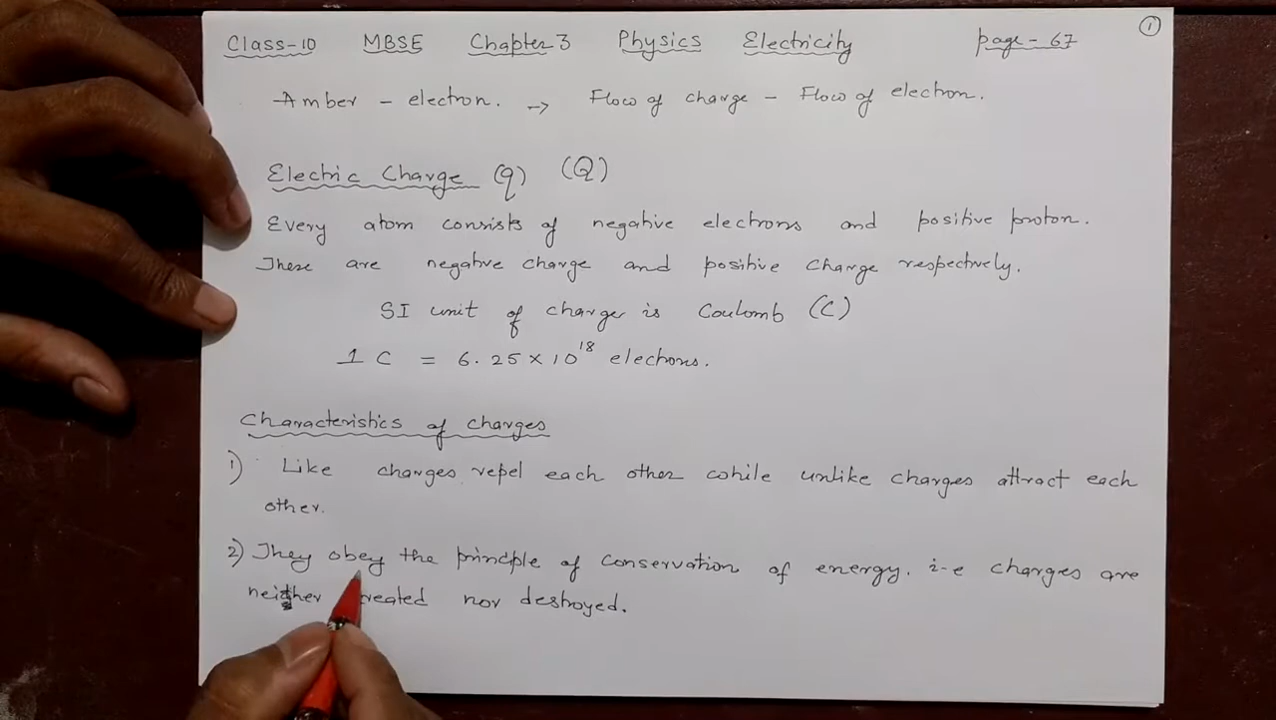 Class-10 MBSE Chapter 3 Physics Electricity page-67 1
Amber - electron. -> Flow of charge - Flow of electron.
Electric Charge (q) (Q)
Every atom consists of negative electrons and positive proton.
These are negative charge and positive charge respectively.
SI unit of charge is Coulomb (C)
1 C = 6.25 × 10¹⁸ electrons.
Characteristics of charges
1) Like charges repel each other while unlike charges attract each
other.
2) They obey the principle of conservation of energy. i-e charges are
neither created nor destroyed.